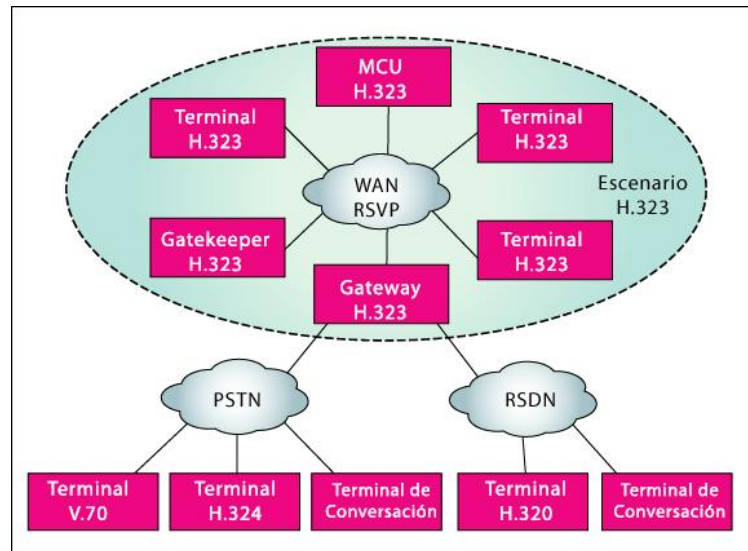 MCU
H.323
Terminal
H.323
Terminal
H.323
WAN
RSVP
Escenario
H.323
Gatekeeper
H.323
Terminal
H.323
Gateway
H.323
PSTN
RSDN
Terminal
V.70
Terminal
H.324
Terminal de
Conversación
Terminal
H.320
Terminal de
Conversación